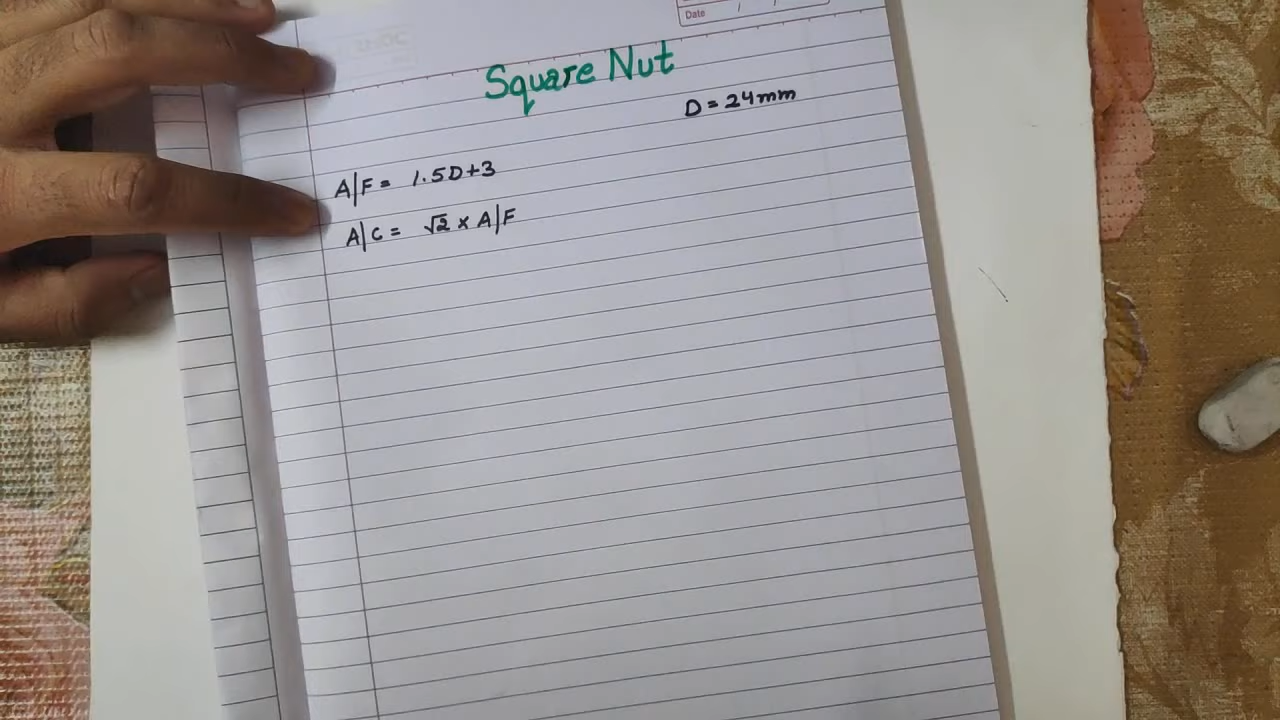 Date / /
Square Nut
D = 24mm
A/F = 1.5D+3
A/C = √2 × A/F